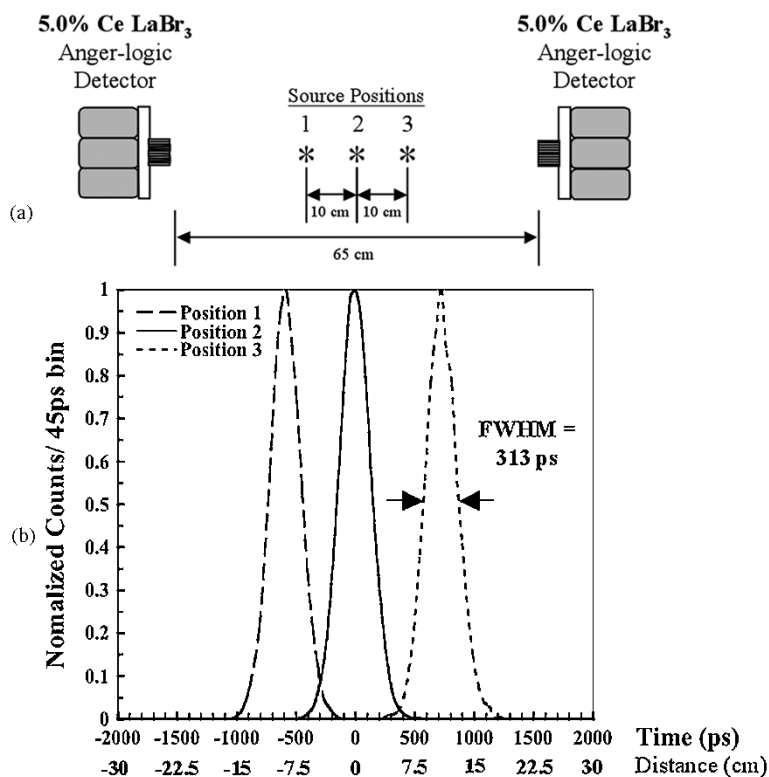 5.0% Ce LaBr3
Anger-logic
Detector
5.0% Ce LaBr3
Anger-logic
Detector
Source Positions
1 2 3
* * *
10 cm 10 cm
(a)
65 cm
(b)
Nomalized Counts/ 45ps bin
1
0.9
0.8
0.7
0.6
0.5
0.4
0.3
0.2
0.1
0
Position 1
Position 2
Position 3
FWHM =
313 ps
-2000 -1500 -1000 -500 0 500 1000 1500 2000 Time (ps)
-30 -22.5 -15 -7.5 0 7.5 15 22.5 30 Distance (cm)